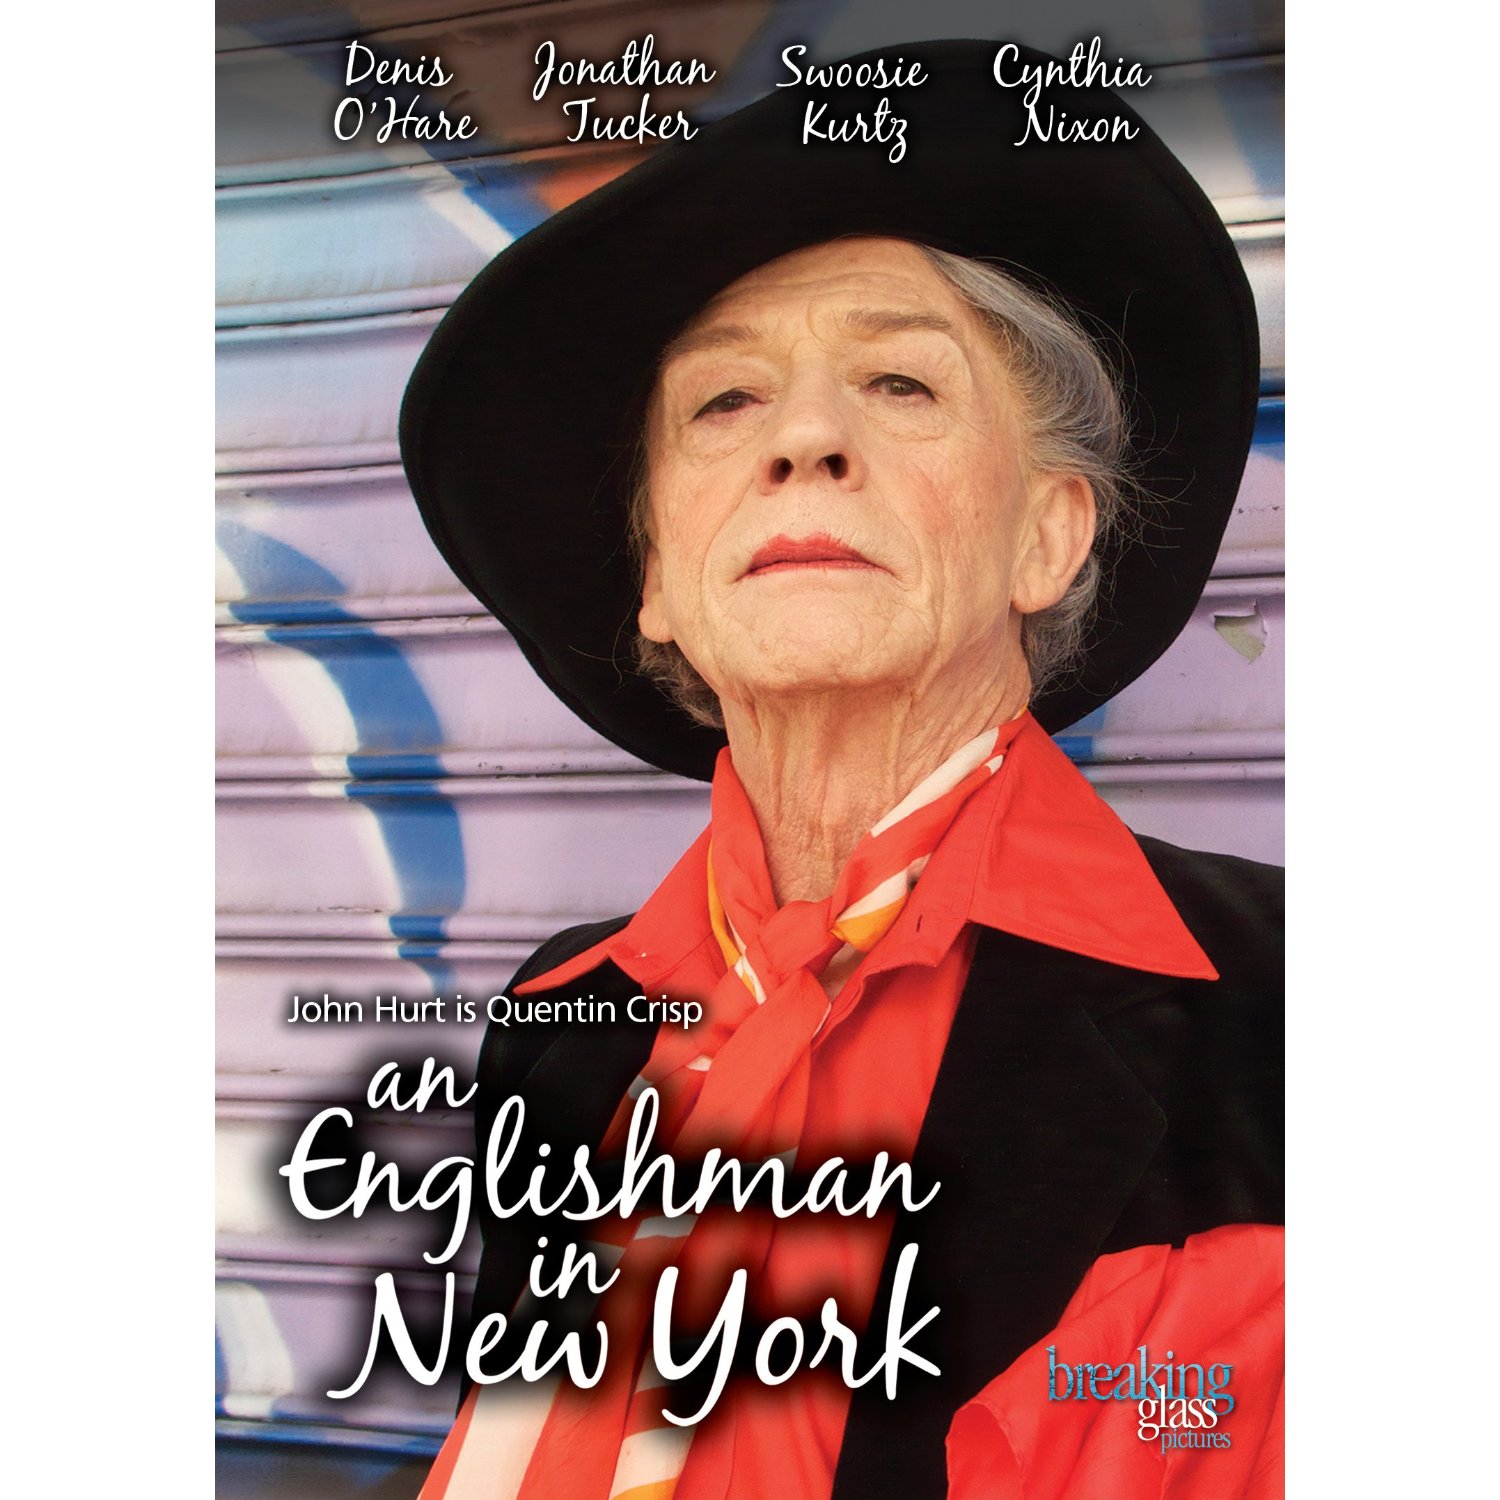 Denis Jonathan Swoosie Cynthia
O'Hare Tucker Kurtz Nixon
John Hurt is Quentin Crisp
an
Englishman
in
New York
breaking
glass
pictures